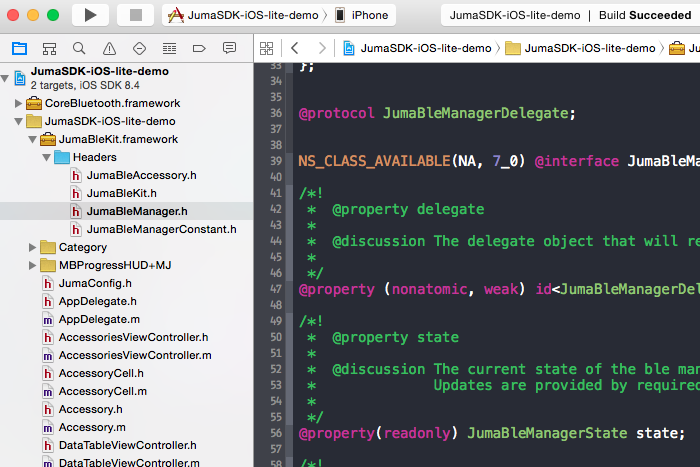 JumaSDK-iOS-lite-demo iPhone
JumaSDK-iOS-lite-demo | Build Succeeded
JumaSDK-iOS-lite-demo
2 targets, iOS SDK 8.4
CoreBluetooth.framework
JumaSDK-iOS-lite-demo
JumaBleKit.framework
Headers
JumaBleAccessory.h
JumaBleKit.h
JumaBleManager.h
JumaBleManagerConstant.h
Category
MBProgressHUD+MJ
JumaConfig.h
AppDelegate.h
AppDelegate.m
AccessoriesViewController.h
AccessoriesViewController.m
AccessoryCell.h
AccessoryCell.m
Accessory.h
Accessory.m
DataTableViewController.h
DataTableViewController.m
JumaSDK-iOS-lite-demo JumaSDK-iOS-lite-demo
33 };
34
35
36 @protocol JumaBleManagerDelegate;
37
38
39 NS_CLASS_AVAILABLE(NA, 7_0) @interface JumaBleMa
40
41 /*!
42 * @property delegate
43 *
44 * @discussion The delegate object that will re
45 *
46 */
47 @property (nonatomic, weak) id<JumaBleManagerDel
48
49 /*!
50 * @property state
51 *
52 * @discussion The current state of the ble man
53 * Updates are provided by required
54 *
55 */
56 @property(readonly) JumaBleManagerState state;
57
58 /*!